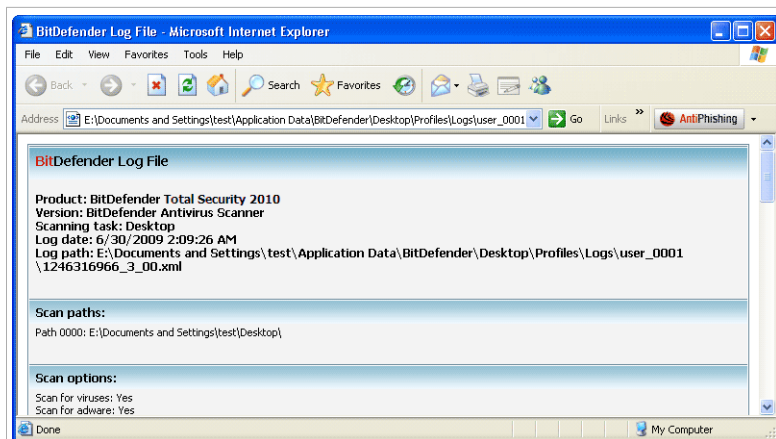 BitDefender Log File - Microsoft Internet Explorer
File Edit View Favorites Tools Help
Back Search Favorites
Address E:\Documents and Settings\test\Application Data\BitDefender\Desktop\Profiles\Logs\user_0001 Go Links » AntiPhishing
BitDefender Log File
Product: BitDefender Total Security 2010
Version: BitDefender Antivirus Scanner
Scanning task: Desktop
Log date: 6/30/2009 2:09:26 AM
Log path: E:\Documents and Settings\test\Application Data\BitDefender\Desktop\Profiles\Logs\user_0001
\1246316966_3_00.xml
Scan paths:
Path 0000: E:\Documents and Settings\test\Desktop\
Scan options:
Scan for viruses: Yes
Scan for adware: Yes
Done My Computer